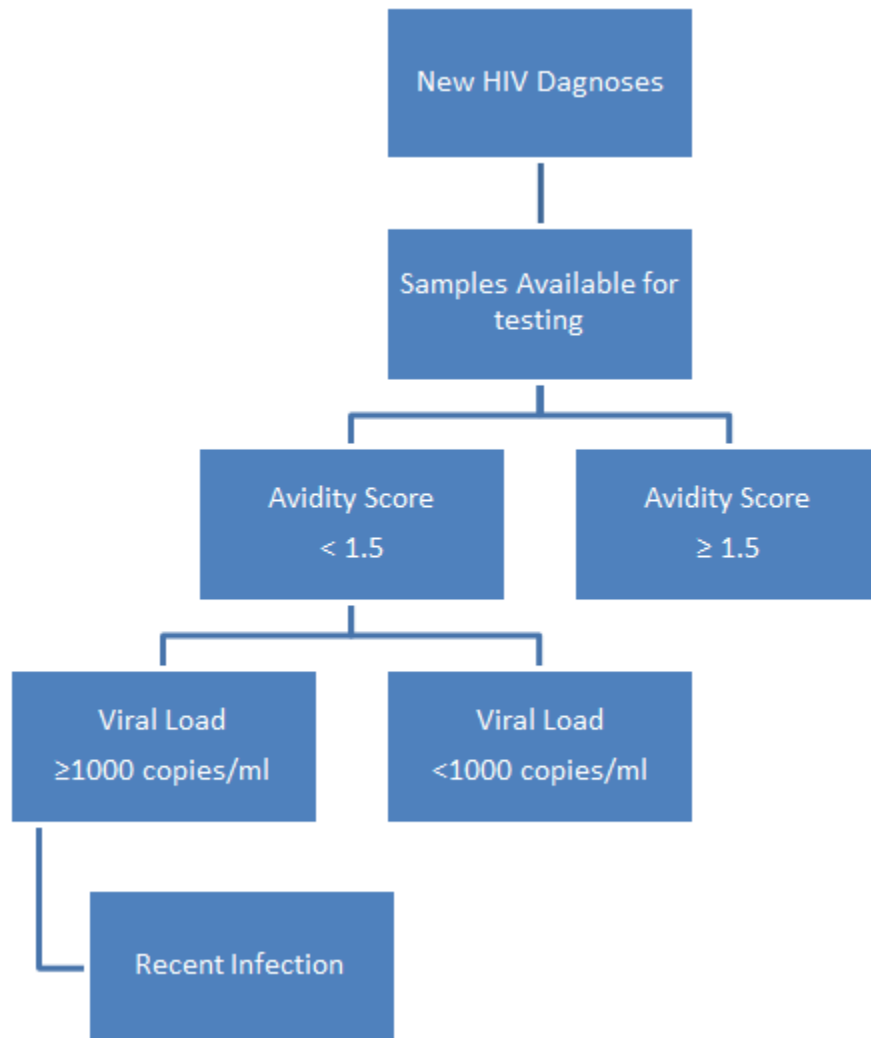 New HIV Dagnoses
Samples Available for
testing
Avidity Score
< 1.5
Avidity Score
≥ 1.5
Viral Load
≥1000 copies/ml
Viral Load
<1000 copies/ml
Recent Infection